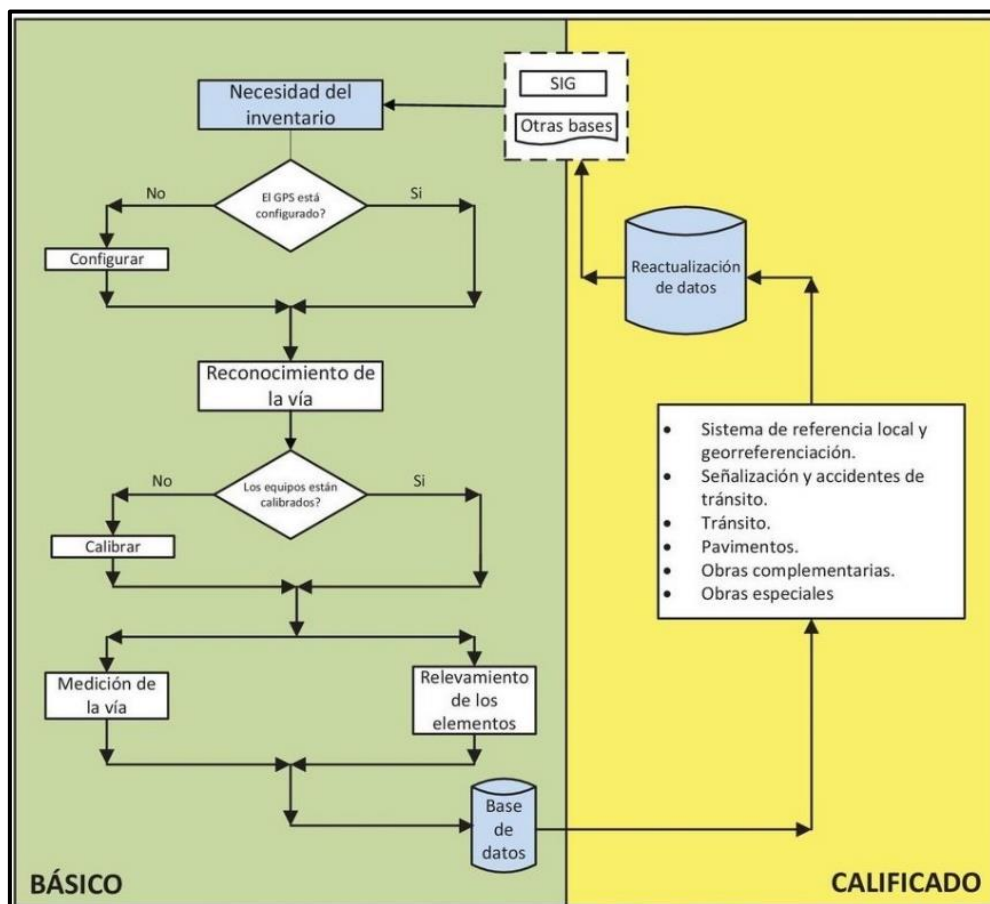 Necesidad del
inventario
SIG
Otras bases
El GPS está
configurado?
No
Si
Configurar
Reconocimiento de
la vía
Los equipos están
calibrados?
No
Si
Calibrar
Medición de
la vía
Relevamiento
de los
elementos
Base
de
datos
BÁSICO
Reactualización
de datos
• Sistema de referencia local y
georreferenciación.
• Señalización y accidentes de
tránsito.
• Tránsito.
• Pavimentos.
• Obras complementarias.
• Obras especiales
CALIFICADO